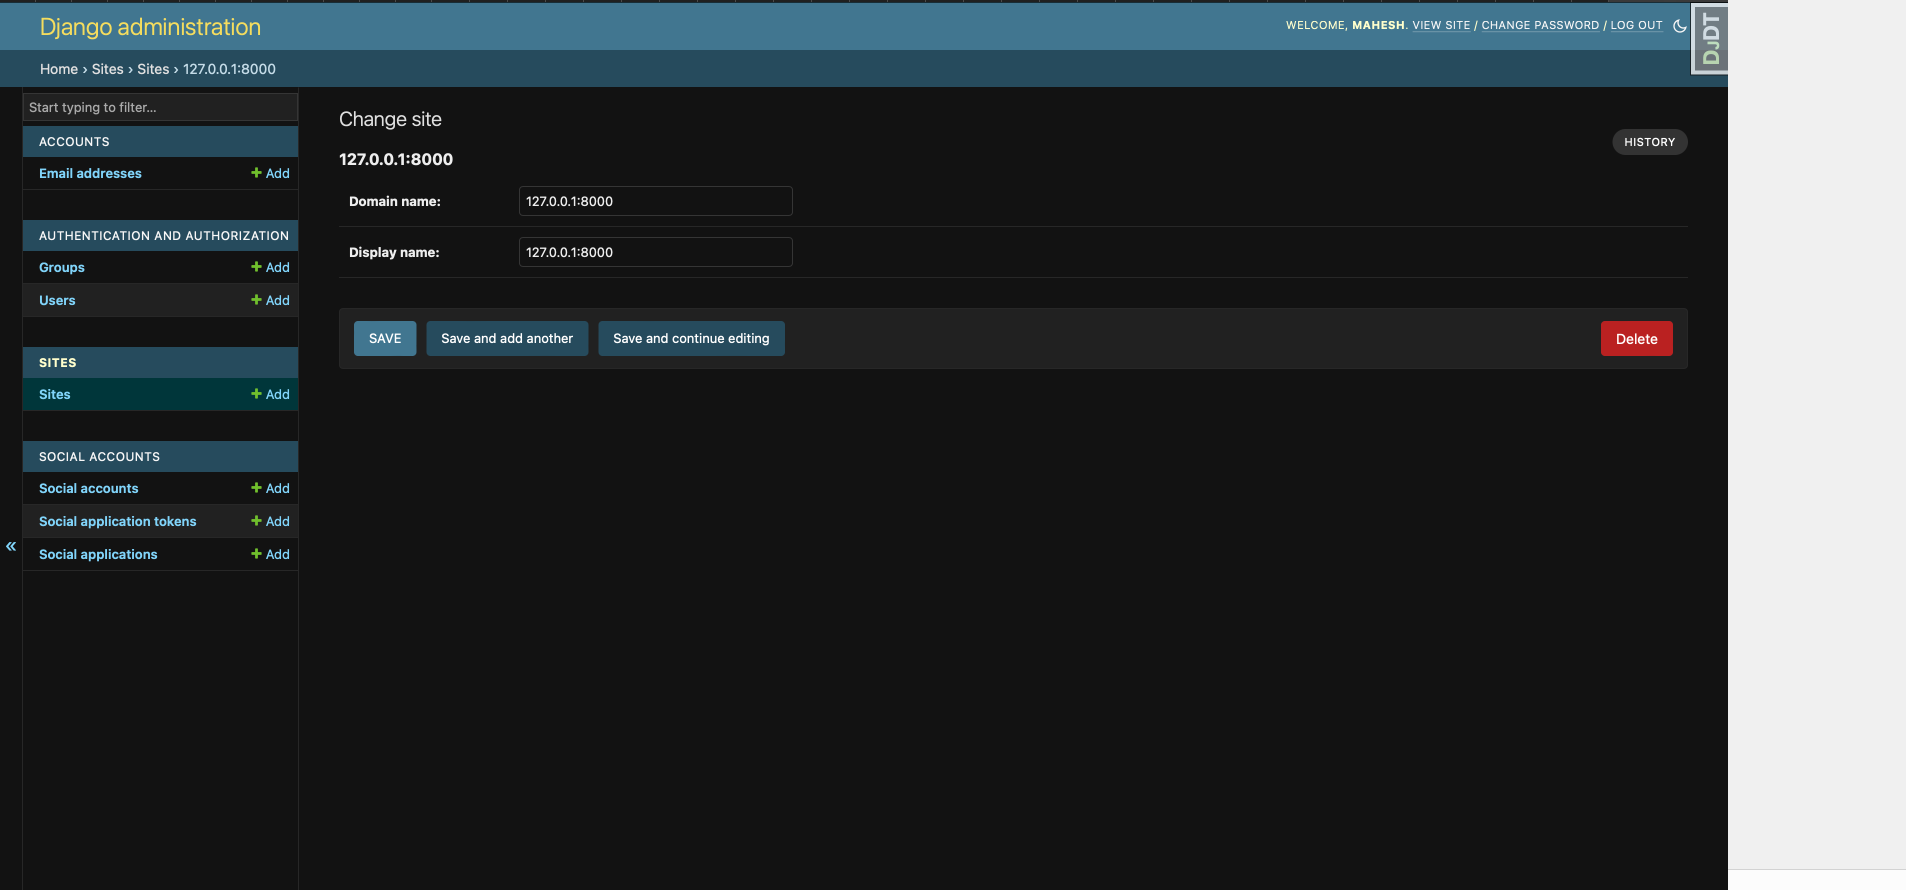 Django administration
WELCOME, MAHESH. VIEW SITE / CHANGE PASSWORD / LOG OUT
DJDT
Home › Sites › Sites › 127.0.0.1:8000
Start typing to filter...
ACCOUNTS
Email addresses + Add
AUTHENTICATION AND AUTHORIZATION
Groups + Add
Users + Add
SITES
Sites + Add
SOCIAL ACCOUNTS
Social accounts + Add
Social application tokens + Add
Social applications + Add
«
Change site
HISTORY
127.0.0.1:8000
Domain name: 127.0.0.1:8000
Display name: 127.0.0.1:8000
SAVE Save and add another Save and continue editing Delete